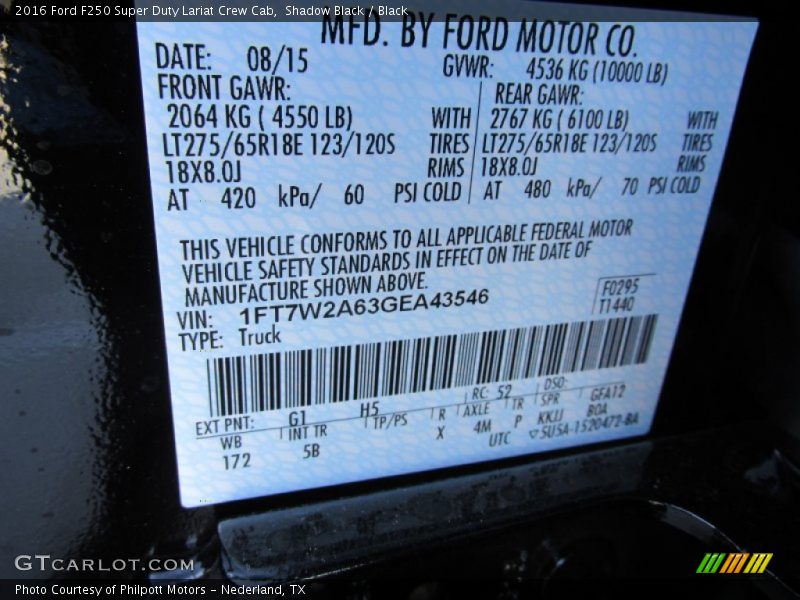 2016 Ford F250 Super Duty Lariat Crew Cab, Shadow Black / Black
MFD. BY FORD MOTOR CO.
DATE: 08/15 GVWR: 4536 KG (10000 LB)
FRONT GAWR: REAR GAWR:
2064 KG ( 4550 LB) WITH 2767 KG ( 6100 LB) WITH
LT275/65R18E 123/120S TIRES LT275/65R18E 123/120S TIRES
18X8.0J RIMS 18X8.0J RIMS
AT 420 kPa/ 60 PSI COLD AT 480 kPa/ 70 PSI COLD
THIS VEHICLE CONFORMS TO ALL APPLICABLE FEDERAL MOTOR
VEHICLE SAFETY STANDARDS IN EFFECT ON THE DATE OF
MANUFACTURE SHOWN ABOVE.
F0295
VIN: 1FT7W2A63GEA43546
T1440
TYPE: Truck
EXT PNT: G1 H5 RC: 52 DSO:
WB INT TR TP/PS R AXLE TR SPR GFA12
172 5B X 4M P KKJJ BOA
UTC ▽5USA-1520472-BA
GTCARLOT.COM
Photo Courtesy of Philpott Motors - Nederland, TX